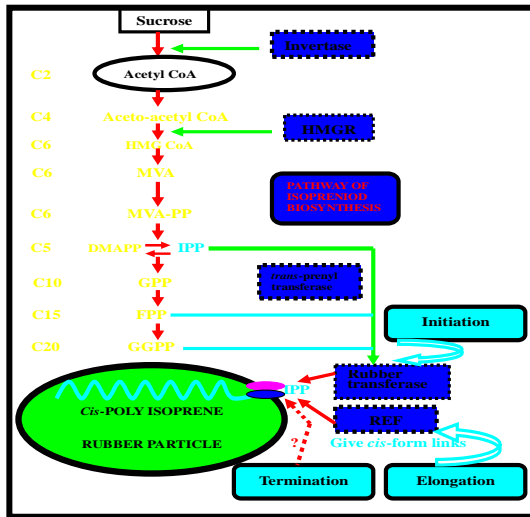 Sucrose
Invertase
C2
Acetyl CoA
C4
Aceto-acetyl CoA
HMGR
C6
HMG CoA
C6
MVA
PATHWAY OF
ISOPRENIOD
BIOSYNTHESIS
C6
MVA-PP
C5
DMAPP
IPP
C10
GPP
trans-prenyl
transferase
C15
FPP
Initiation
C20
GGPP
Rubber
transferase
IPP
Cis-POLY ISOPRENE
REF
RUBBER PARTICLE
?
Give cis-form links
Termination
Elongation